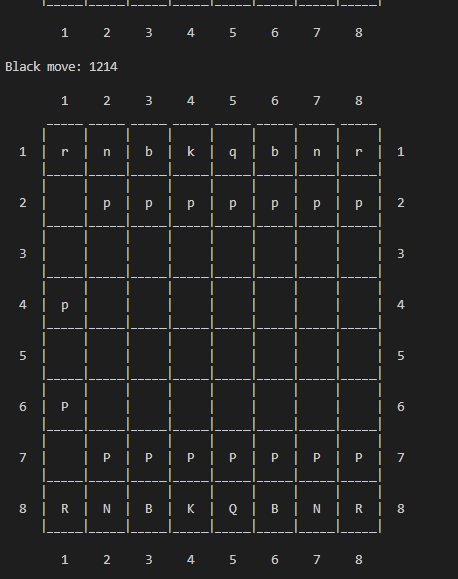 1 2 3 4 5 6 7 8
Black move: 1214
1 2 3 4 5 6 7 8
1 r n b k q b n r 1
2 p p p p p p p 2
3 3
4 p 4
5 5
6 P 6
7 P P P P P P P 7
8 R N B K Q B N R 8
1 2 3 4 5 6 7 8